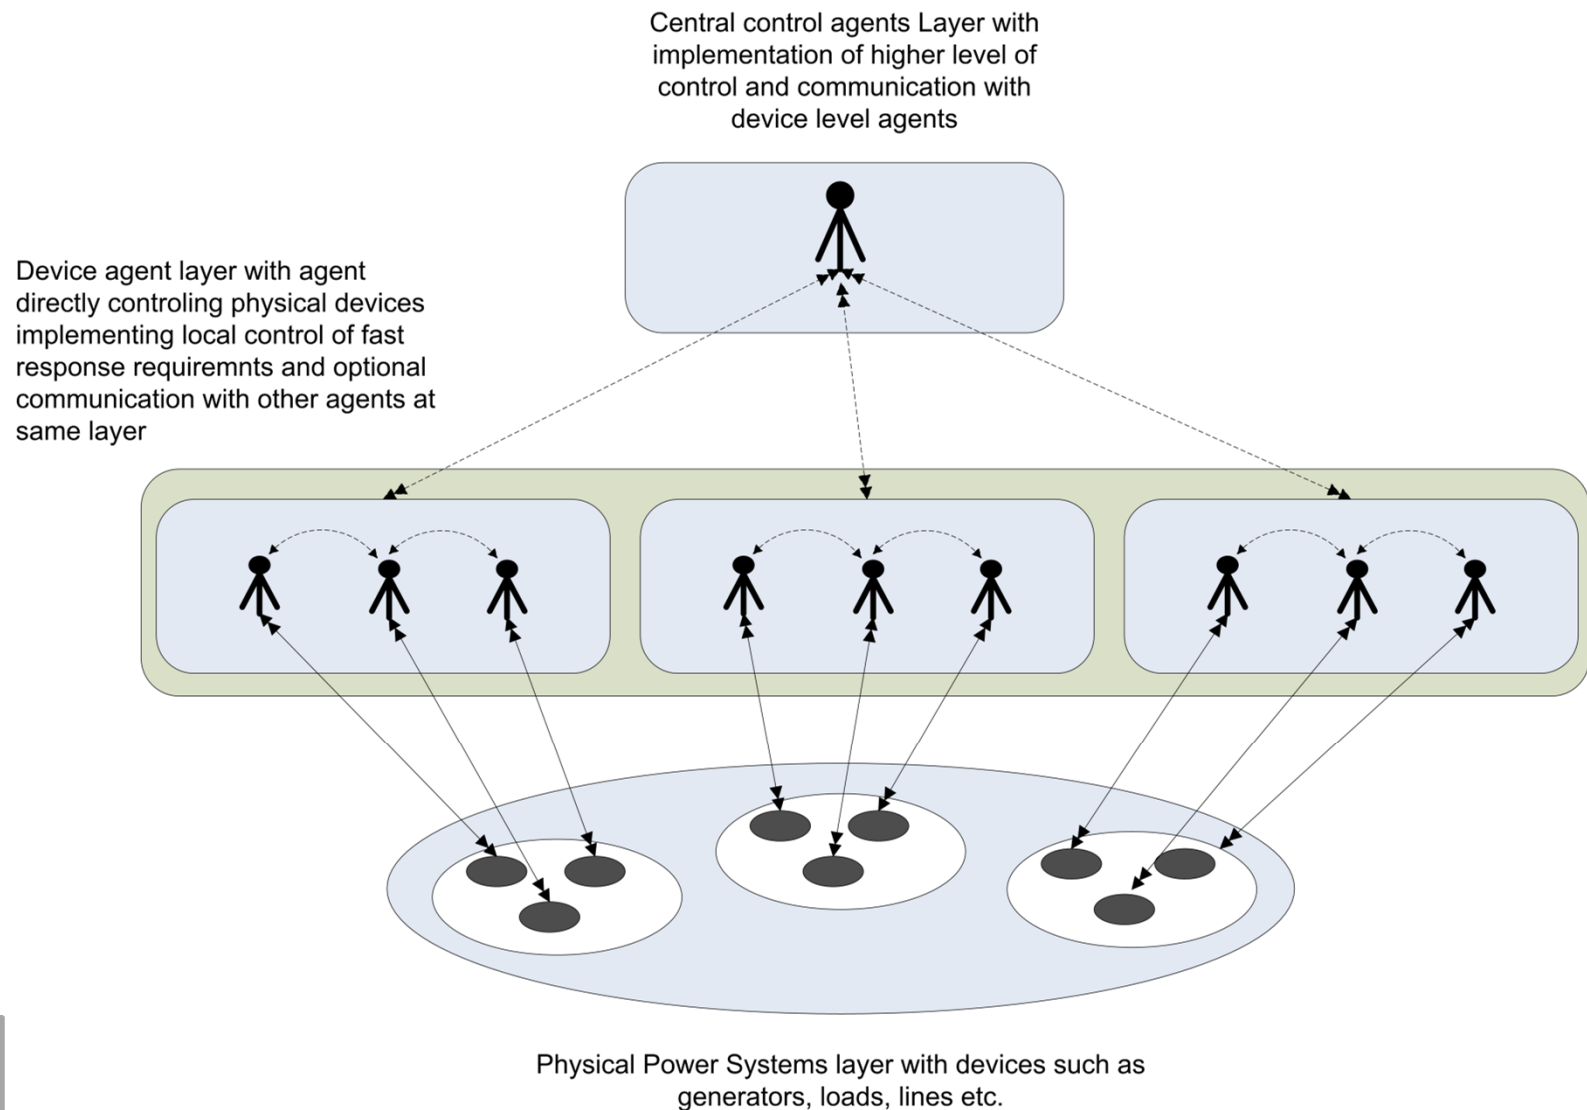 Central control agents Layer with
implementation of higher level of
control and communication with
device level agents
Device agent layer with agent
directly controling physical devices
implementing local control of fast
response requiremnts and optional
communication with other agents at
same layer
Physical Power Systems layer with devices such as
generators, loads, lines etc.